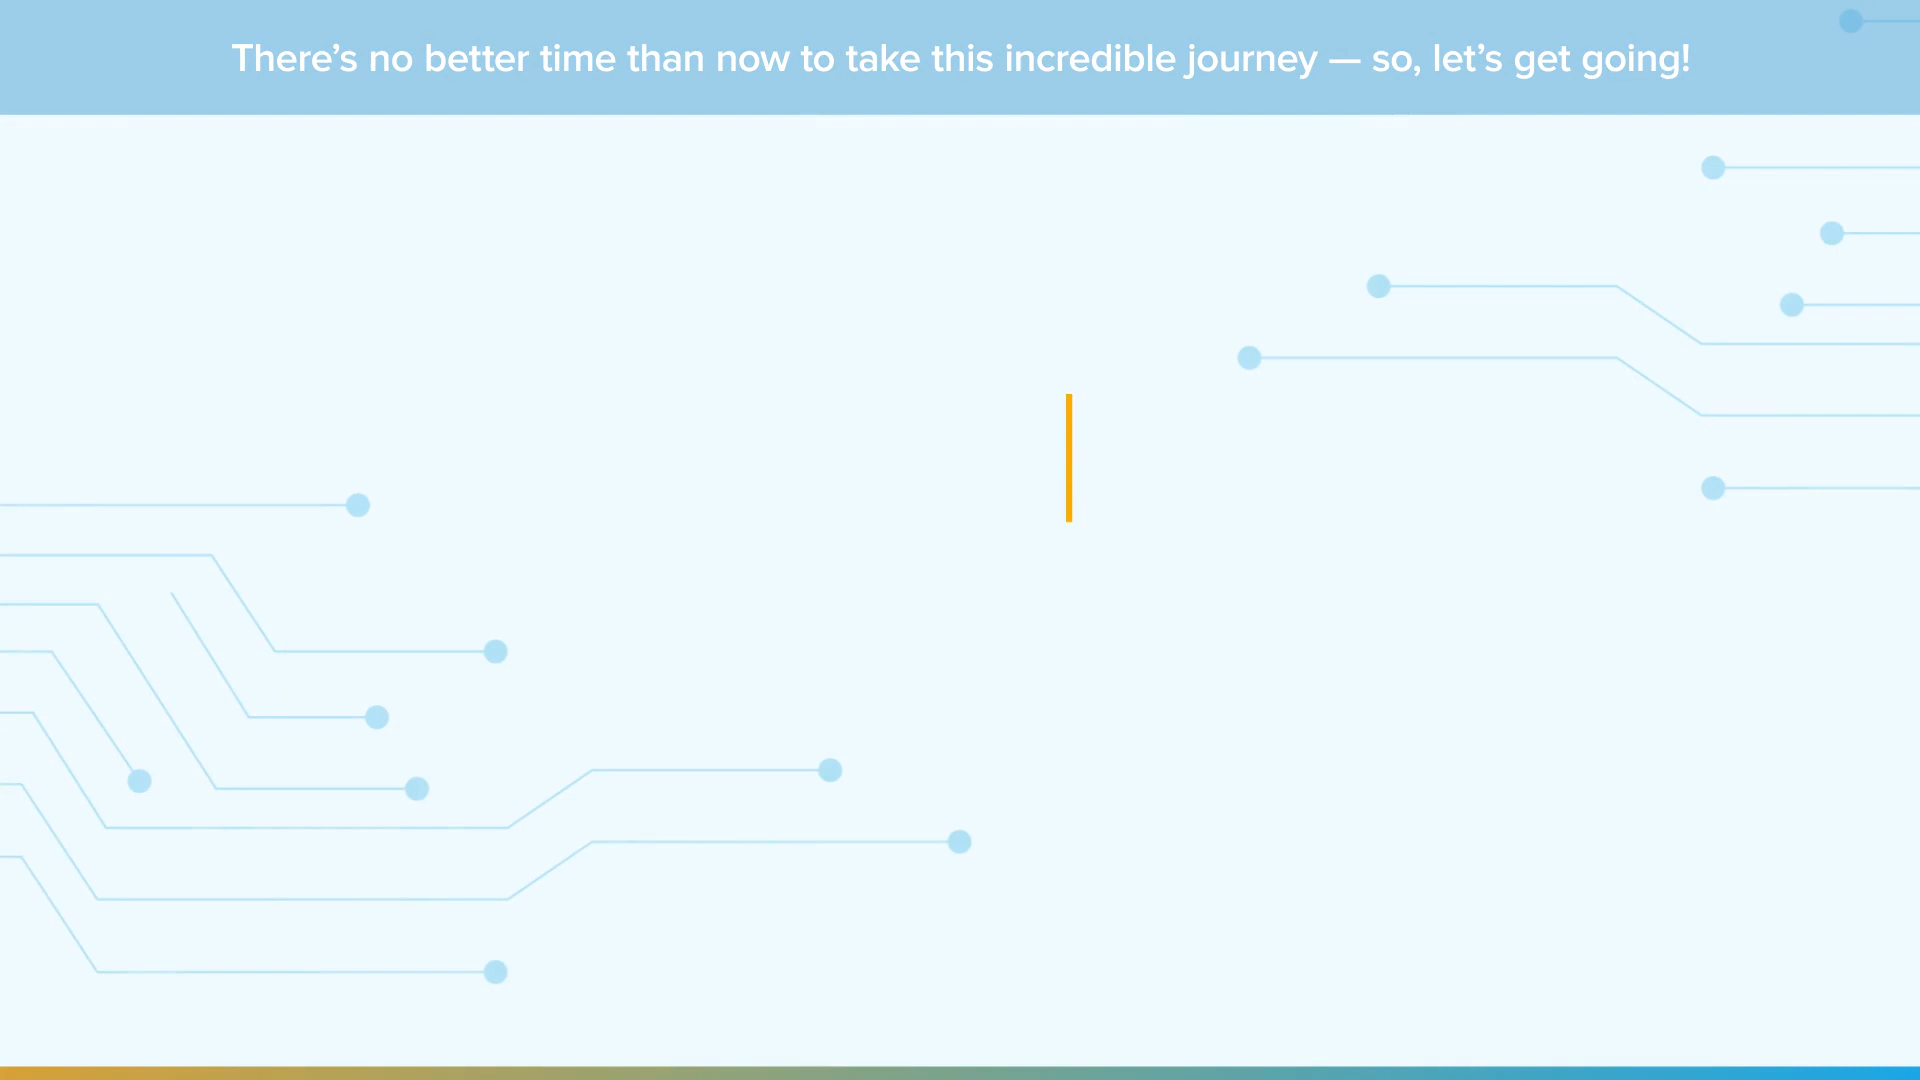 There’s no better time than now to take this incredible journey — so, let’s get going!